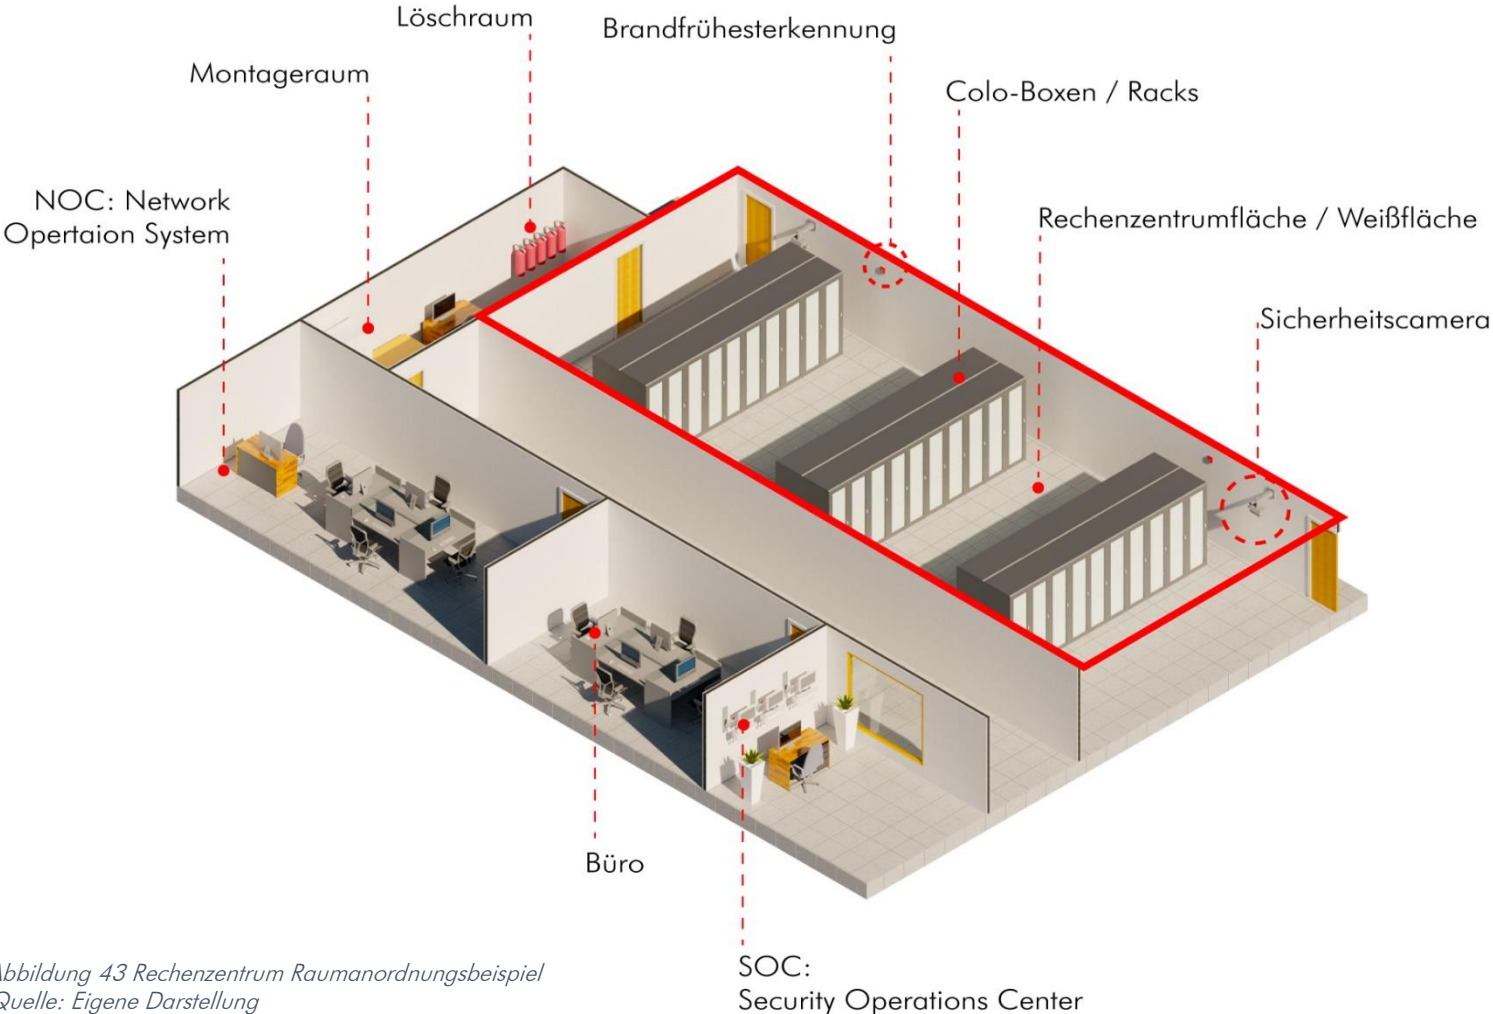 Löschraum
Brandfrühesterkennung
Montageraum
Colo-Boxen / Racks
NOC: Network
Opertaion System
Rechenzentrumfläche / Weißfläche
Sicherheitscamera
Büro
SOC:
Security Operations Center
Abbildung 43 Rechenzentrum Raumanordnungsbeispiel
Quelle: Eigene Darstellung